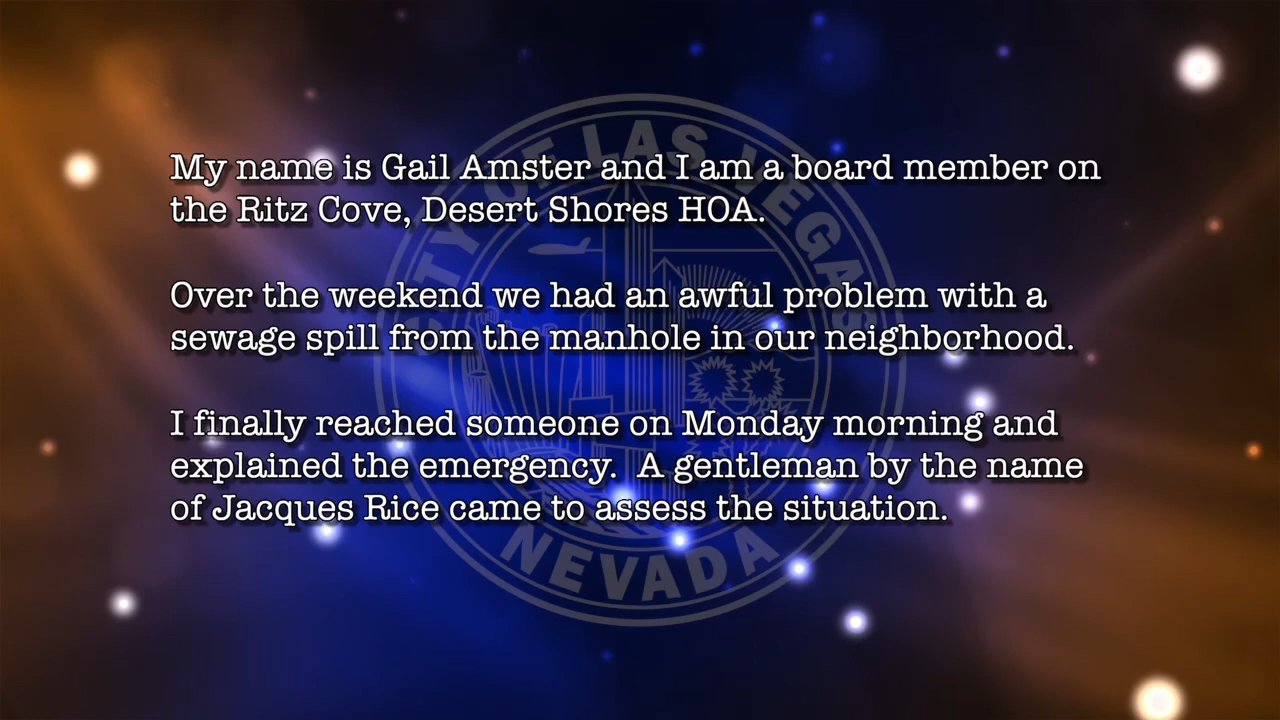 My name is Gail Amster and I am a board member on
the Ritz Cove, Desert Shores HOA.
Over the weekend we had an awful problem with a
sewage spill from the manhole in our neighborhood.
I finally reached someone on Monday morning and
explained the emergency.  A gentleman by the name
of Jacques Rice came to assess the situation.
CITY OF LAS VEGAS
NEVADA